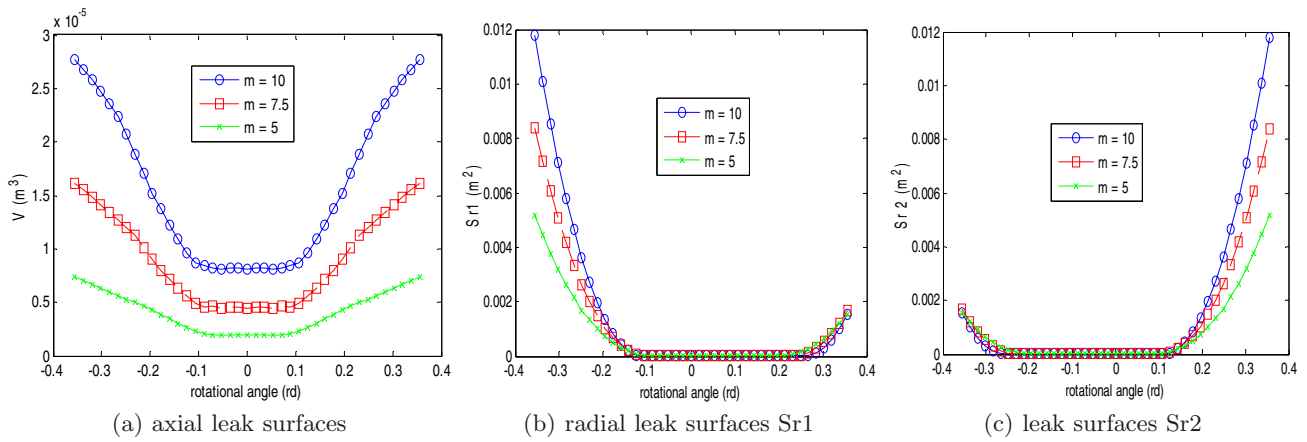 x 10⁻⁵
3
2.5
2
1.5
1
0.5
0
V (m³)
-0.4 -0.3 -0.2 -0.1 0 0.1 0.2 0.3 0.4
rotational angle (rd)
m = 10
m = 7.5
m = 5
(a) axial leak surfaces
0.012
0.01
0.008
0.006
0.004
0.002
0
S r1 (m²)
-0.4 -0.3 -0.2 -0.1 0 0.1 0.2 0.3 0.4
rotational angle (rd)
m = 10
m = 7.5
m = 5
(b) radial leak surfaces Sr1
0.012
0.01
0.008
0.006
0.004
0.002
0
S r 2 (m²)
-0.4 -0.3 -0.2 -0.1 0 0.1 0.2 0.3 0.4
rotational angle (rd)
m = 10
m = 7.5
m = 5
(c) leak surfaces Sr2